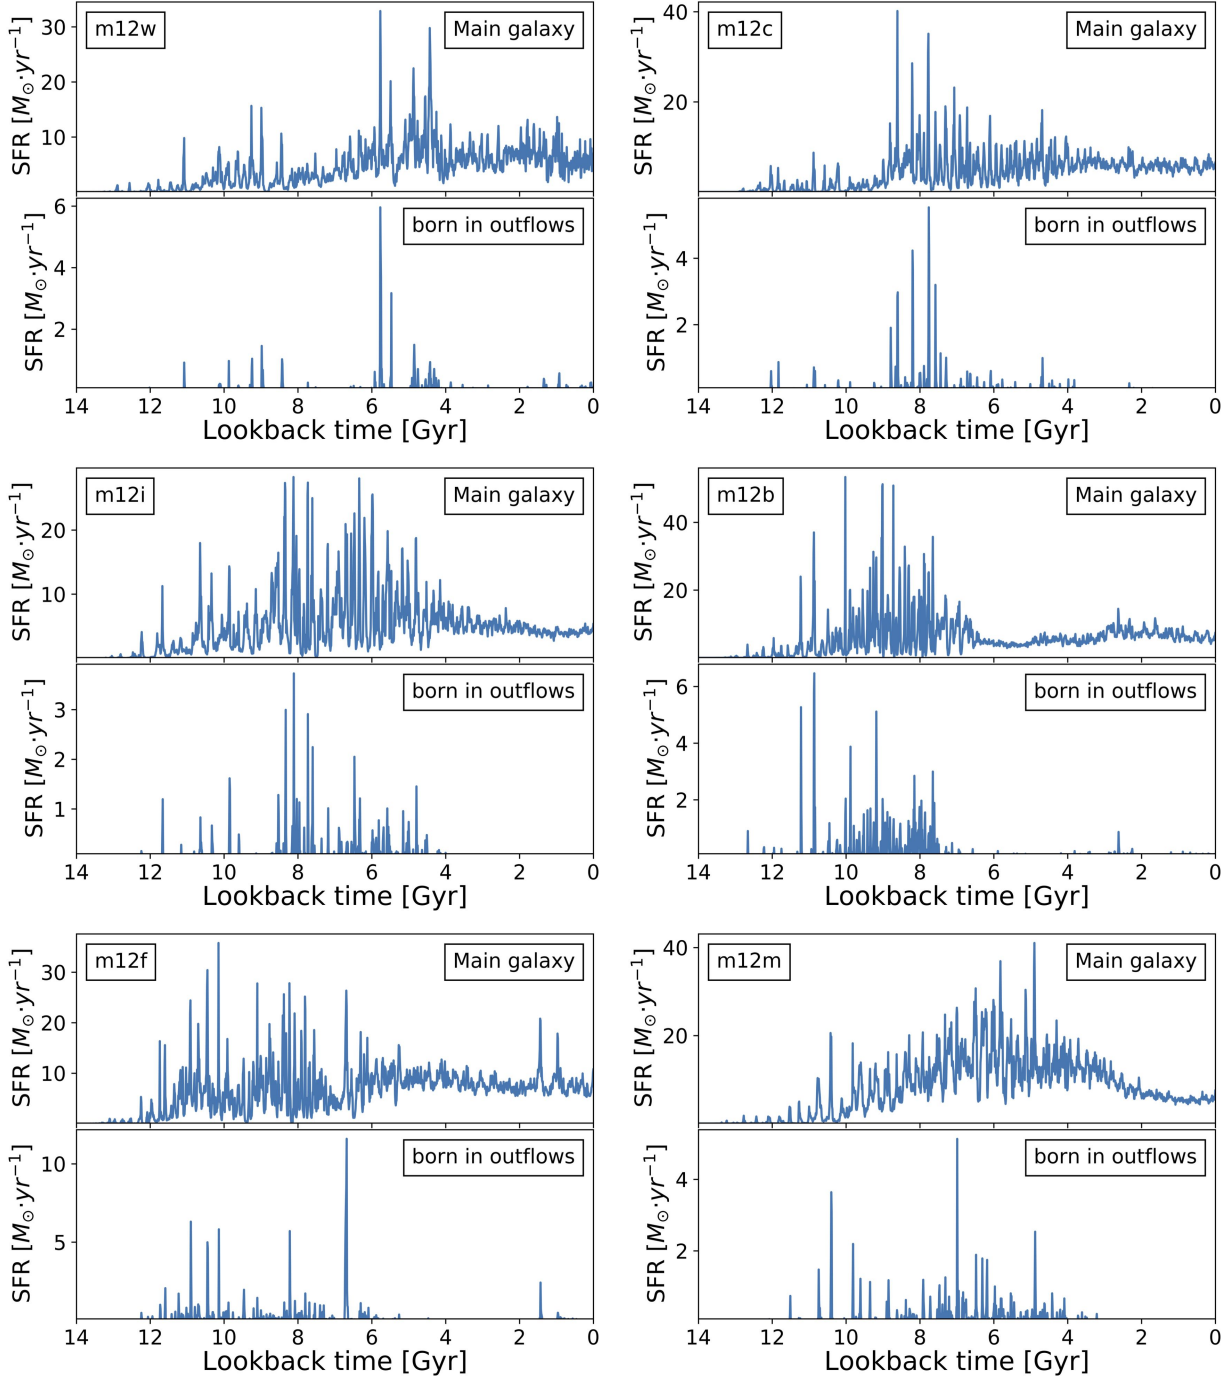 m12w
Main galaxy
SFR [M⊙·yr⁻¹]
30
20
10
born in outflows
SFR [M⊙·yr⁻¹]
6
4
2
14 12 10 8 6 4 2 0
Lookback time [Gyr]
m12c
Main galaxy
SFR [M⊙·yr⁻¹]
40
20
born in outflows
SFR [M⊙·yr⁻¹]
4
2
14 12 10 8 6 4 2 0
Lookback time [Gyr]
m12i
Main galaxy
SFR [M⊙·yr⁻¹]
20
10
born in outflows
SFR [M⊙·yr⁻¹]
3
2
1
14 12 10 8 6 4 2 0
Lookback time [Gyr]
m12b
Main galaxy
SFR [M⊙·yr⁻¹]
40
20
born in outflows
SFR [M⊙·yr⁻¹]
6
4
2
14 12 10 8 6 4 2 0
Lookback time [Gyr]
m12f
Main galaxy
SFR [M⊙·yr⁻¹]
30
20
10
born in outflows
SFR [M⊙·yr⁻¹]
10
5
14 12 10 8 6 4 2 0
Lookback time [Gyr]
m12m
Main galaxy
SFR [M⊙·yr⁻¹]
40
20
born in outflows
SFR [M⊙·yr⁻¹]
4
2
14 12 10 8 6 4 2 0
Lookback time [Gyr]